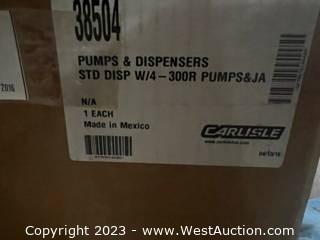 38504
2016
PUMPS & DISPENSERS
STD DISP W/4-300R PUMPS&JA
N/A
1 EACH
Made in Mexico
CARLISLE
Copyright 2023 - www.WestAuction.com